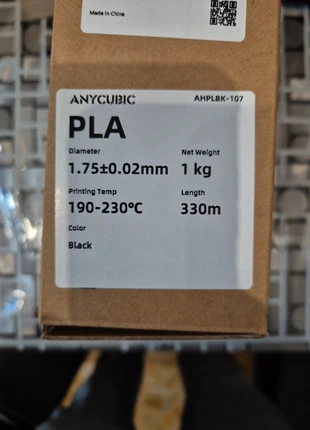 Made in China
ANYCUBIC AHPLBK-107
PLA
Diameter Net Weight
1.75±0.02mm 1 kg
Printing Temp Length
190-230ºC 330m
Color
Black